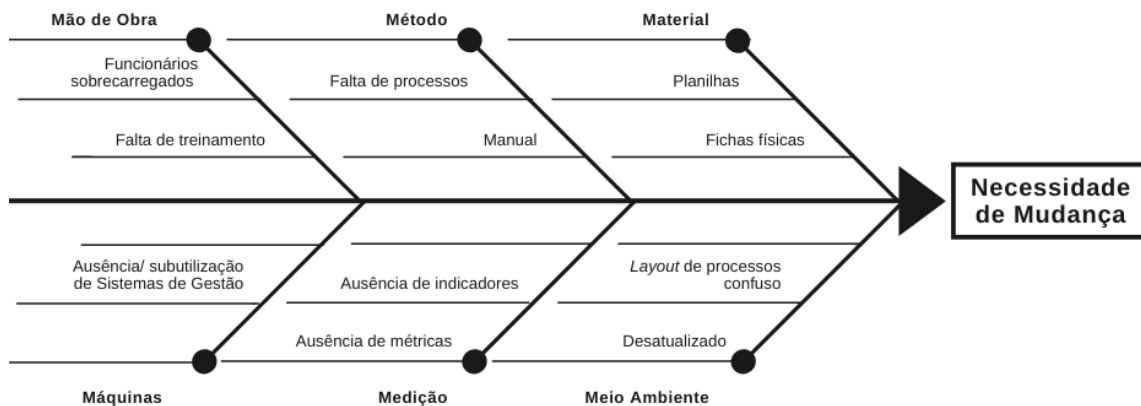 Mão de Obra
Método
Material
Funcionários
sobrecarregados
Falta de processos
Planilhas
Falta de treinamento
Manual
Fichas físicas
Necessidade
de Mudança
Ausência/ subutilização
de Sistemas de Gestão
Ausência de indicadores
Layout de processos
confuso
Ausência de métricas
Desatualizado
Máquinas
Medição
Meio Ambiente